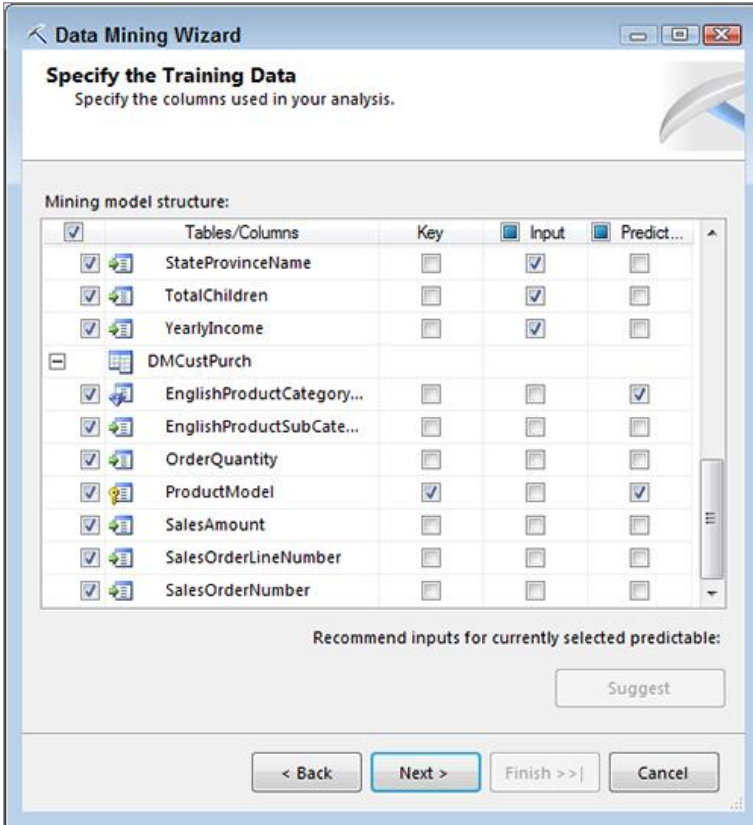 Data Mining Wizard
Specify the Training Data
Specify the columns used in your analysis.
Mining model structure:
Tables/Columns Key Input Predict...
StateProvinceName
TotalChildren
YearlyIncome
DMCustPurch
EnglishProductCategory...
EnglishProductSubCate...
OrderQuantity
ProductModel
SalesAmount
SalesOrderLineNumber
SalesOrderNumber
Recommend inputs for currently selected predictable:
Suggest
< Back Next > Finish >>| Cancel